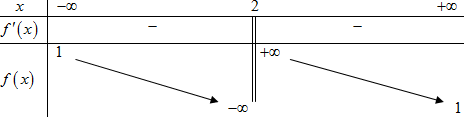 x −∞ 2 +∞
f'(x) − −
1 +∞
f(x)
−∞ 1